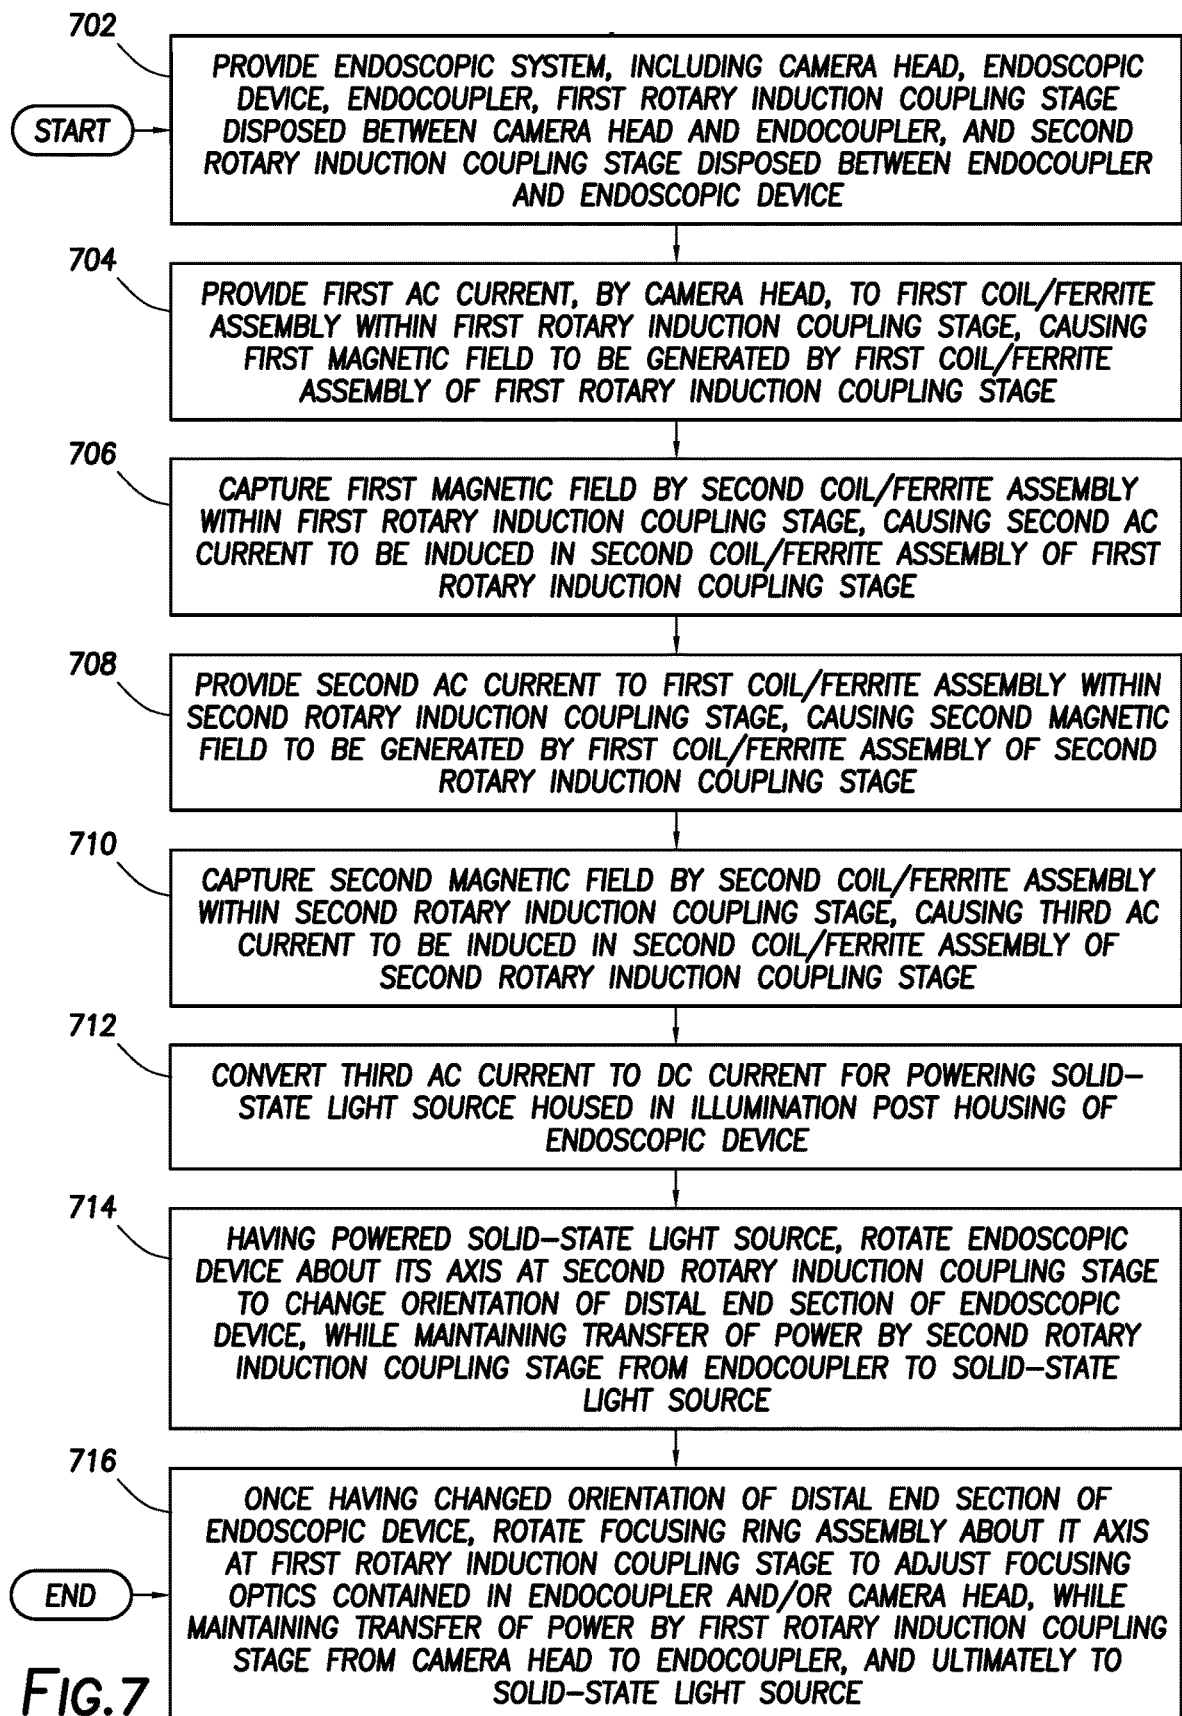 702
START
PROVIDE ENDOSCOPIC SYSTEM, INCLUDING CAMERA HEAD, ENDOSCOPIC
DEVICE, ENDOCOUPLER, FIRST ROTARY INDUCTION COUPLING STAGE
DISPOSED BETWEEN CAMERA HEAD AND ENDOCOUPLER, AND SECOND
ROTARY INDUCTION COUPLING STAGE DISPOSED BETWEEN ENDOCOUPLER
AND ENDOSCOPIC DEVICE
704
PROVIDE FIRST AC CURRENT, BY CAMERA HEAD, TO FIRST COIL/FERRITE
ASSEMBLY WITHIN FIRST ROTARY INDUCTION COUPLING STAGE, CAUSING
FIRST MAGNETIC FIELD TO BE GENERATED BY FIRST COIL/FERRITE
ASSEMBLY OF FIRST ROTARY INDUCTION COUPLING STAGE
706
CAPTURE FIRST MAGNETIC FIELD BY SECOND COIL/FERRITE ASSEMBLY
WITHIN FIRST ROTARY INDUCTION COUPLING STAGE, CAUSING SECOND AC
CURRENT TO BE INDUCED IN SECOND COIL/FERRITE ASSEMBLY OF FIRST
ROTARY INDUCTION COUPLING STAGE
708
PROVIDE SECOND AC CURRENT TO FIRST COIL/FERRITE ASSEMBLY WITHIN
SECOND ROTARY INDUCTION COUPLING STAGE, CAUSING SECOND MAGNETIC
FIELD TO BE GENERATED BY FIRST COIL/FERRITE ASSEMBLY OF SECOND
ROTARY INDUCTION COUPLING STAGE
710
CAPTURE SECOND MAGNETIC FIELD BY SECOND COIL/FERRITE ASSEMBLY
WITHIN SECOND ROTARY INDUCTION COUPLING STAGE, CAUSING THIRD AC
CURRENT TO BE INDUCED IN SECOND COIL/FERRITE ASSEMBLY OF
SECOND ROTARY INDUCTION COUPLING STAGE
712
CONVERT THIRD AC CURRENT TO DC CURRENT FOR POWERING SOLID–
STATE LIGHT SOURCE HOUSED IN ILLUMINATION POST HOUSING OF
ENDOSCOPIC DEVICE
714
HAVING POWERED SOLID–STATE LIGHT SOURCE, ROTATE ENDOSCOPIC
DEVICE ABOUT ITS AXIS AT SECOND ROTARY INDUCTION COUPLING STAGE
TO CHANGE ORIENTATION OF DISTAL END SECTION OF ENDOSCOPIC
DEVICE, WHILE MAINTAINING TRANSFER OF POWER BY SECOND ROTARY
INDUCTION COUPLING STAGE FROM ENDOCOUPLER TO SOLID–STATE
LIGHT SOURCE
716
END
ONCE HAVING CHANGED ORIENTATION OF DISTAL END SECTION OF
ENDOSCOPIC DEVICE, ROTATE FOCUSING RING ASSEMBLY ABOUT IT AXIS
AT FIRST ROTARY INDUCTION COUPLING STAGE TO ADJUST FOCUSING
OPTICS CONTAINED IN ENDOCOUPLER AND/OR CAMERA HEAD, WHILE
MAINTAINING TRANSFER OF POWER BY FIRST ROTARY INDUCTION COUPLING
STAGE FROM CAMERA HEAD TO ENDOCOUPLER, AND ULTIMATELY TO
SOLID–STATE LIGHT SOURCE
FIG.7